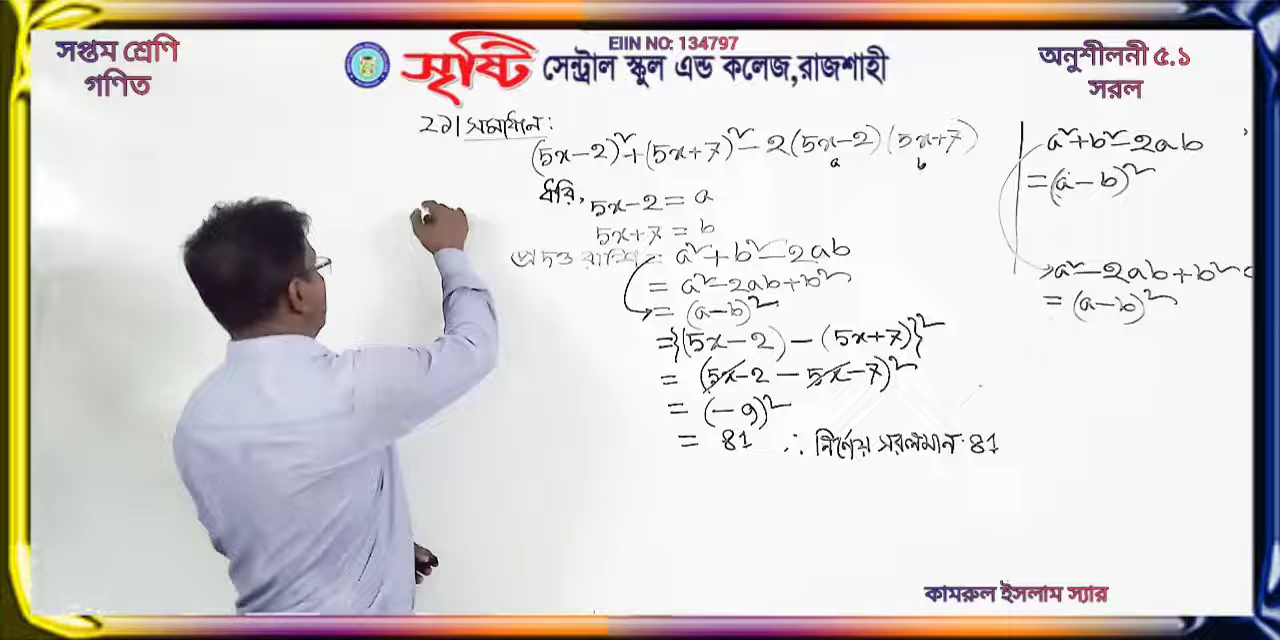 সপ্তম শ্রেণি
গণিত
EIIN NO: 134797
সৃষ্টি সেন্ট্রাল স্কুল এন্ড কলেজ,রাজশাহী
অনুশীলনী ৫.১
সরল
২১। সমাধান:
(5x-2)²+(5x+7)²-2(5x-2)(5x+7)
a b
ধরি, 5x-2=a
5x+7=b
প্রদত্ত রাশি = a²+b²-2ab
= a²-2ab+b²
= (a-b)²
={(5x-2)-(5x+7)}²
= (5x-2-5x-7)²
= (-9)²
= 81 ∴ নির্ণেয় সরলমান 81
a²+b²-2ab
=(a-b)²
a²-2ab+b²
= (a-b)²
কামরুল ইসলাম স্যার